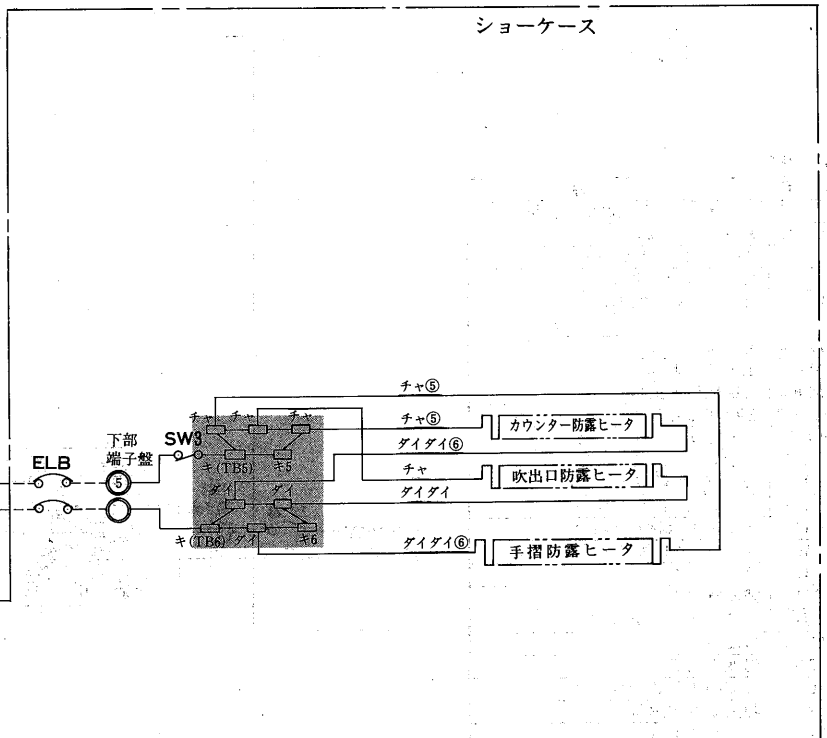 ショーケース
チャ⑤
チャ チャ チャ
チャ⑤
カウンター防露ヒータ
下部
端子盤
SW3
ダイダイ⑥
ELB
キ(TB5) キ5
チャ
吹出口防露ヒータ
⑤
ダイ ダイ
ダイダイ
キ(TB6) ダイ キ6
ダイダイ⑥
手摺防露ヒータ